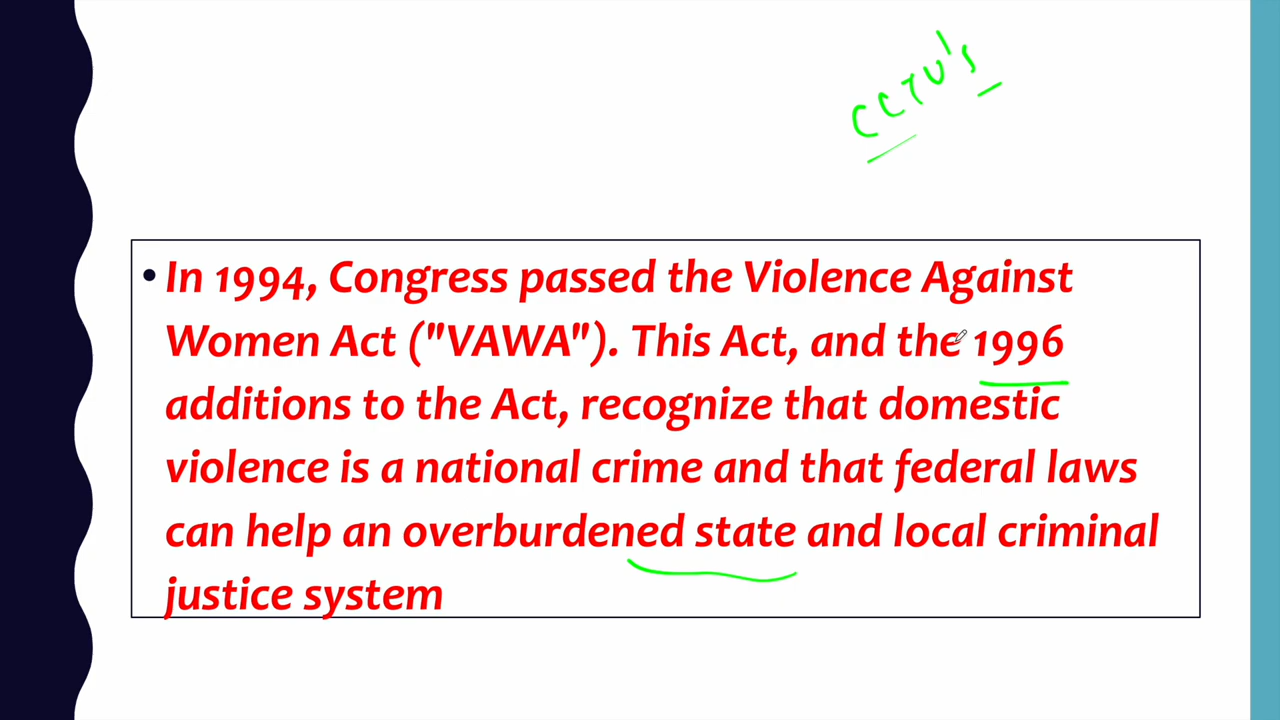 CCTV's
• In 1994, Congress passed the Violence Against
Women Act ("VAWA"). This Act, and the 1996
additions to the Act, recognize that domestic
violence is a national crime and that federal laws
can help an overburdened state and local criminal
justice system